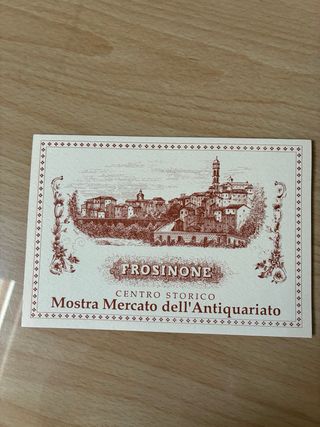 FROSINONE
CENTRO STORICO
Mostra Mercato dell'Antiquariato